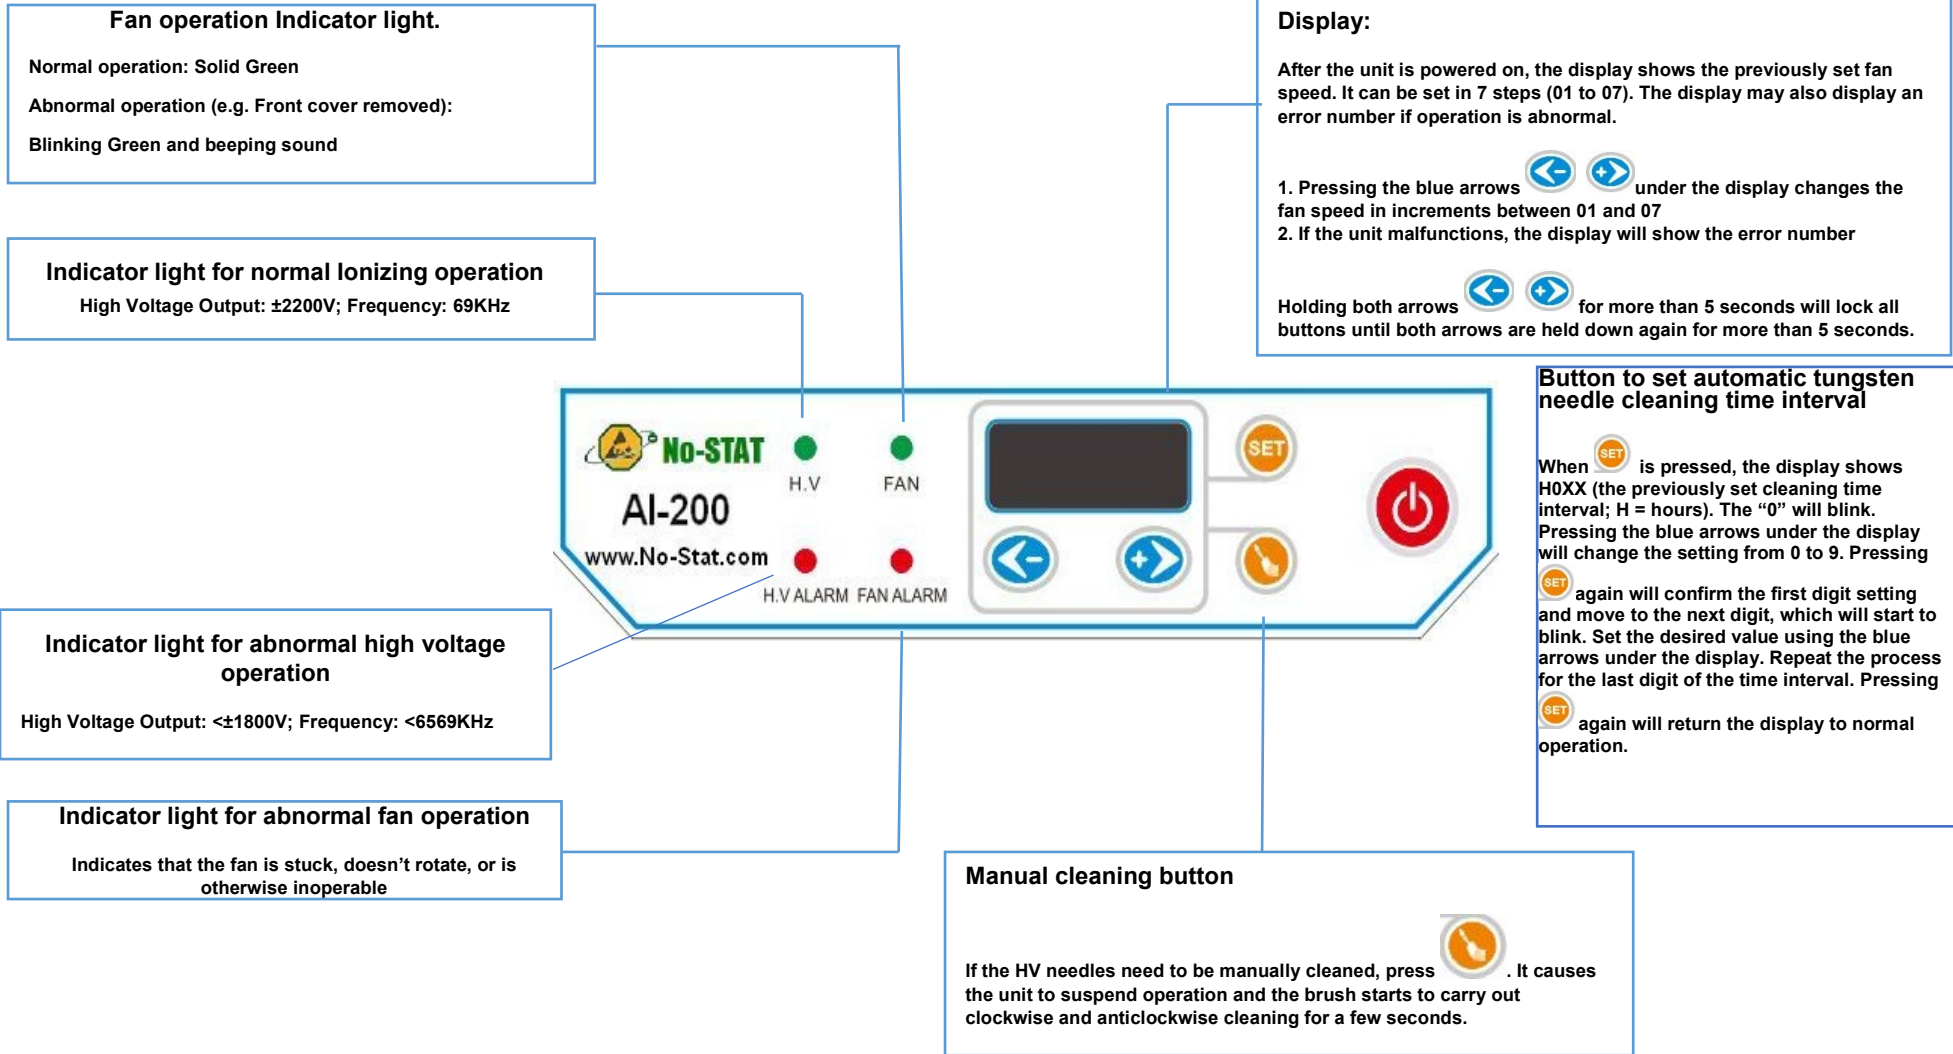 Fan operation Indicator light.
Normal operation: Solid Green
Abnormal operation (e.g. Front cover removed):
Blinking Green and beeping sound
Indicator light for normal Ionizing operation
High Voltage Output: ±2200V; Frequency: 69KHz
Indicator light for abnormal high voltage
operation
High Voltage Output: <±1800V; Frequency: <6569KHz
Indicator light for abnormal fan operation
Indicates that the fan is stuck, doesn’t rotate, or is
otherwise inoperable
No-STAT
AI-200
www.No-Stat.com
H.V
FAN
H.V ALARM
FAN ALARM
SET
Display:
After the unit is powered on, the display shows the previously set fan
speed. It can be set in 7 steps (01 to 07). The display may also display an
error number if operation is abnormal.
1. Pressing the blue arrows - + under the display changes the
fan speed in increments between 01 and 07
2. If the unit malfunctions, the display will show the error number
Holding both arrows - + for more than 5 seconds will lock all
buttons until both arrows are held down again for more than 5 seconds.
Button to set automatic tungsten
needle cleaning time interval
When SET is pressed, the display shows
H0XX (the previously set cleaning time
interval; H = hours). The “0” will blink.
Pressing the blue arrows under the display
will change the setting from 0 to 9. Pressing
SET again will confirm the first digit setting
and move to the next digit, which will start to
blink. Set the desired value using the blue
arrows under the display. Repeat the process
for the last digit of the time interval. Pressing
SET again will return the display to normal
operation.
Manual cleaning button
If the HV needles need to be manually cleaned, press . It causes
the unit to suspend operation and the brush starts to carry out
clockwise and anticlockwise cleaning for a few seconds.